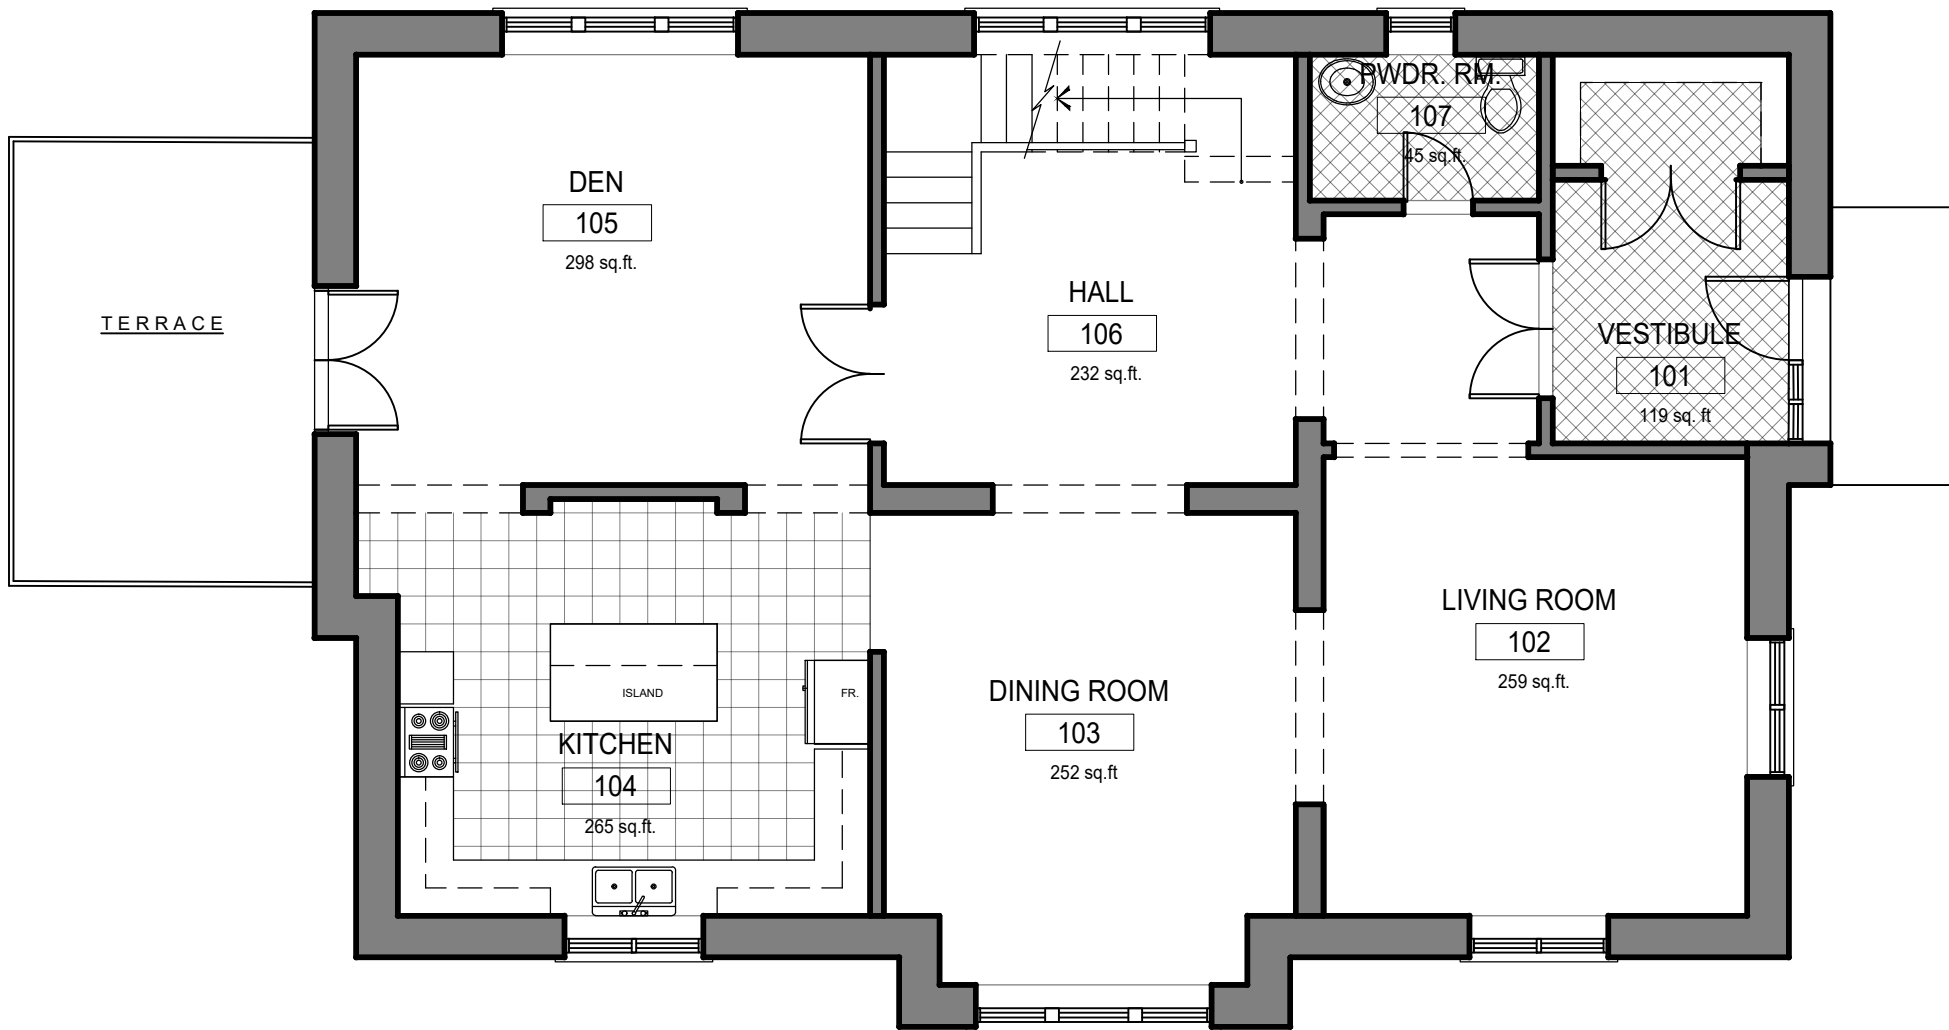 PWDR. RM.
107
45 sq.ft.
DEN
105
298 sq.ft.
HALL
106
232 sq.ft.
TERRACE
VESTIBULE
101
119 sq. ft
LIVING ROOM
102
259 sq.ft.
ISLAND
FR.
DINING ROOM
103
252 sq.ft
KITCHEN
104
265 sq.ft.